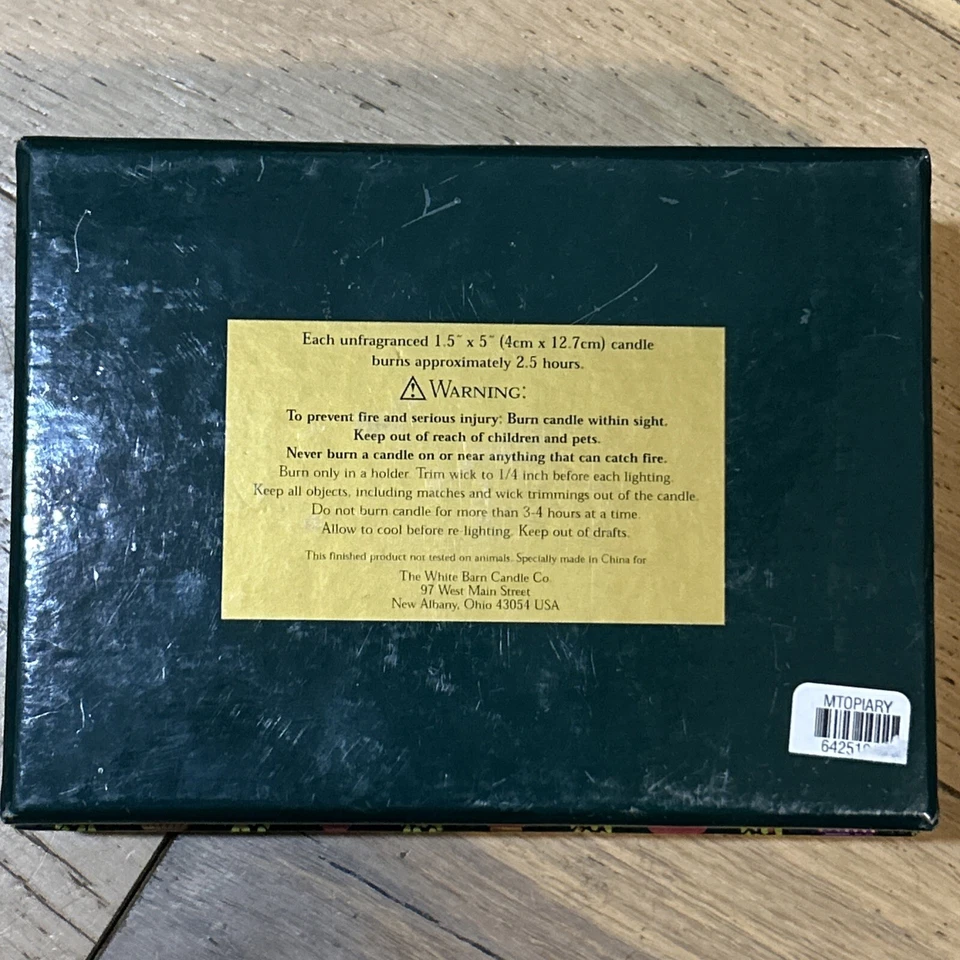 Each unfragranced 1.5" x 5" (4cm x 12.7cm) candle
burns approximately 2.5 hours.
⚠ WARNING:
To prevent fire and serious injury: Burn candle within sight.
Keep out of reach of children and pets.
Never burn a candle on or near anything that can catch fire.
Burn only in a holder. Trim wick to 1/4 inch before each lighting.
Keep all objects, including matches and wick trimmings out of the candle.
Do not burn candle for more than 3-4 hours at a time.
Allow to cool before re-lighting. Keep out of drafts.
This finished product not tested on animals. Specially made in China for
The White Barn Candle Co.
97 West Main Street
New Albany, Ohio 43054 USA
MTOPIARY